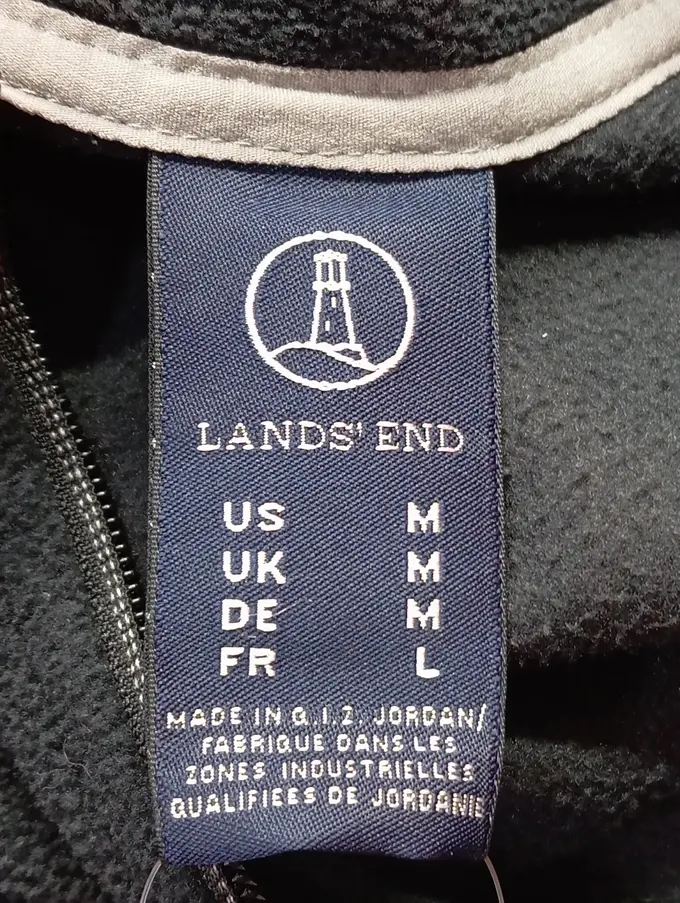 LANDS' END
US M
UK M
DE M
FR L
MADE IN Q.I.Z. JORDAN/
FABRIQUE DANS LES
ZONES INDUSTRIELLES
QUALIFIEES DE JORDANIE